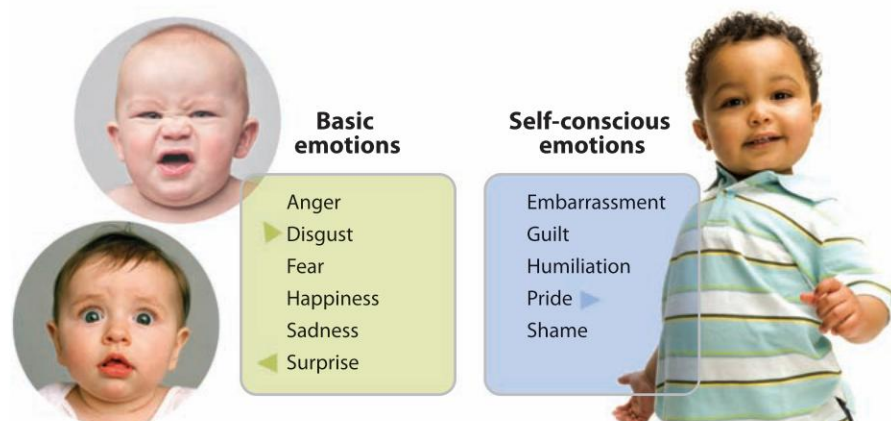 Basic
emotions
Anger
Disgust
Fear
Happiness
Sadness
Surprise
Self-conscious
emotions
Embarrassment
Guilt
Humiliation
Pride
Shame